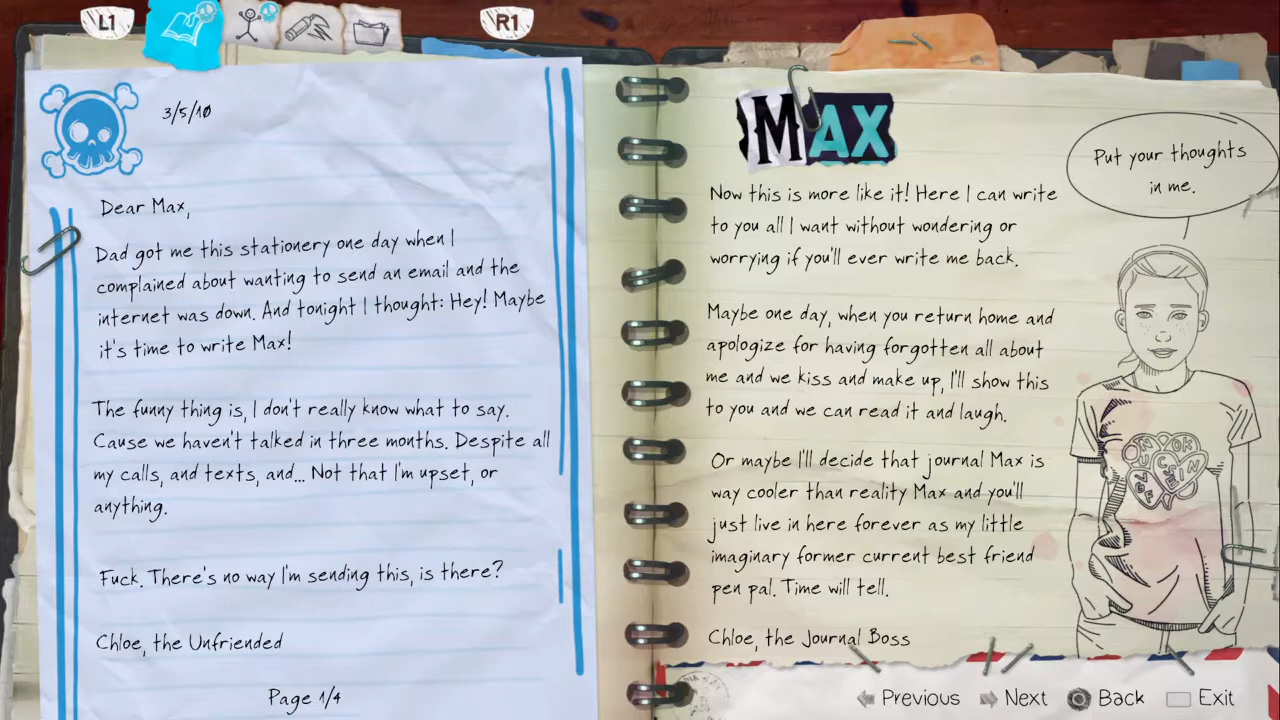 L1
R1
3/5/10
Dear Max,
Dad got me this stationery one day when I
complained about wanting to send an email and the
internet was down. And tonight I thought: Hey! Maybe
it's time to write Max!
The funny thing is, I don't really know what to say.
Cause we haven't talked in three months. Despite all
my calls, and texts, and... Not that I'm upset, or
anything.
Fuck. There's no way I'm sending this, is there?
Chloe, the Unfriended
Page 1/4
MAX
Now this is more like it! Here I can write
to you all I want without wondering or
worrying if you'll ever write me back.
Maybe one day, when you return home and
apologize for having forgotten all about
me and we kiss and make up, I'll show this
to you and we can read it and laugh.
Or maybe I'll decide that journal Max is
way cooler than reality Max and you'll
just live in here forever as my little
imaginary former current best friend
pen pal. Time will tell.
Chloe, the Journal Boss
Put your thoughts
in me.
Previous
Next
Back
Exit